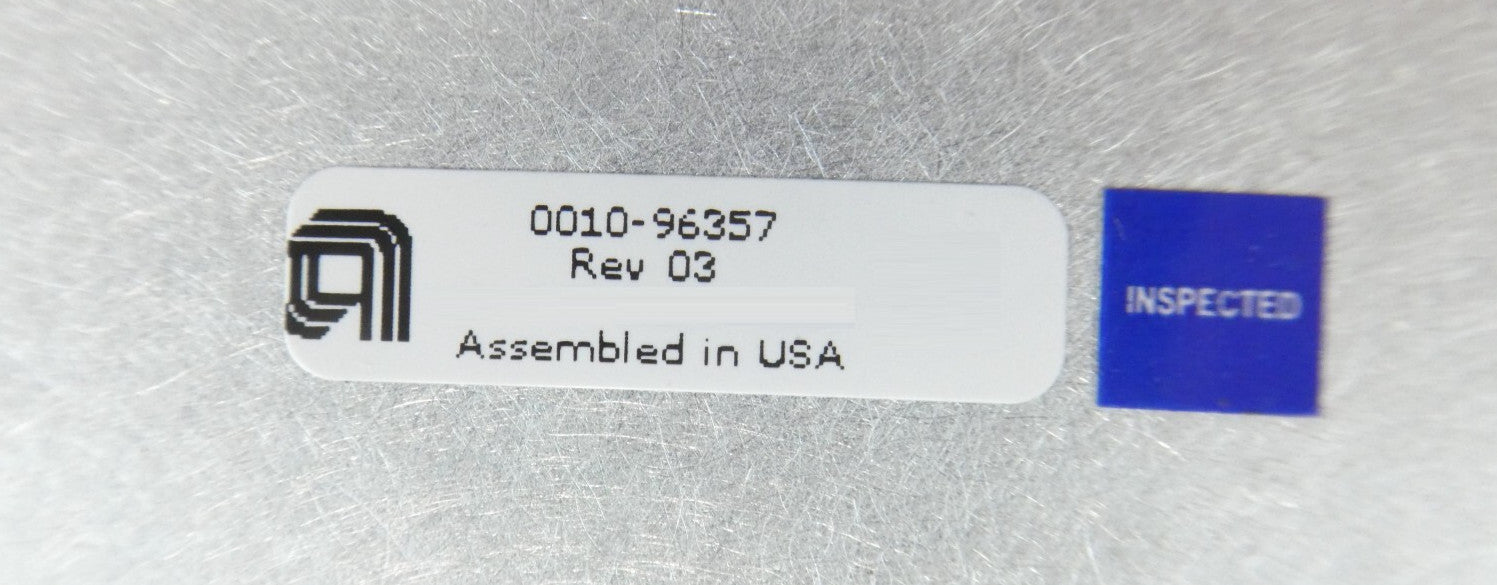 0010-96357
Rev 03
Assembled in USA
INSPECTED